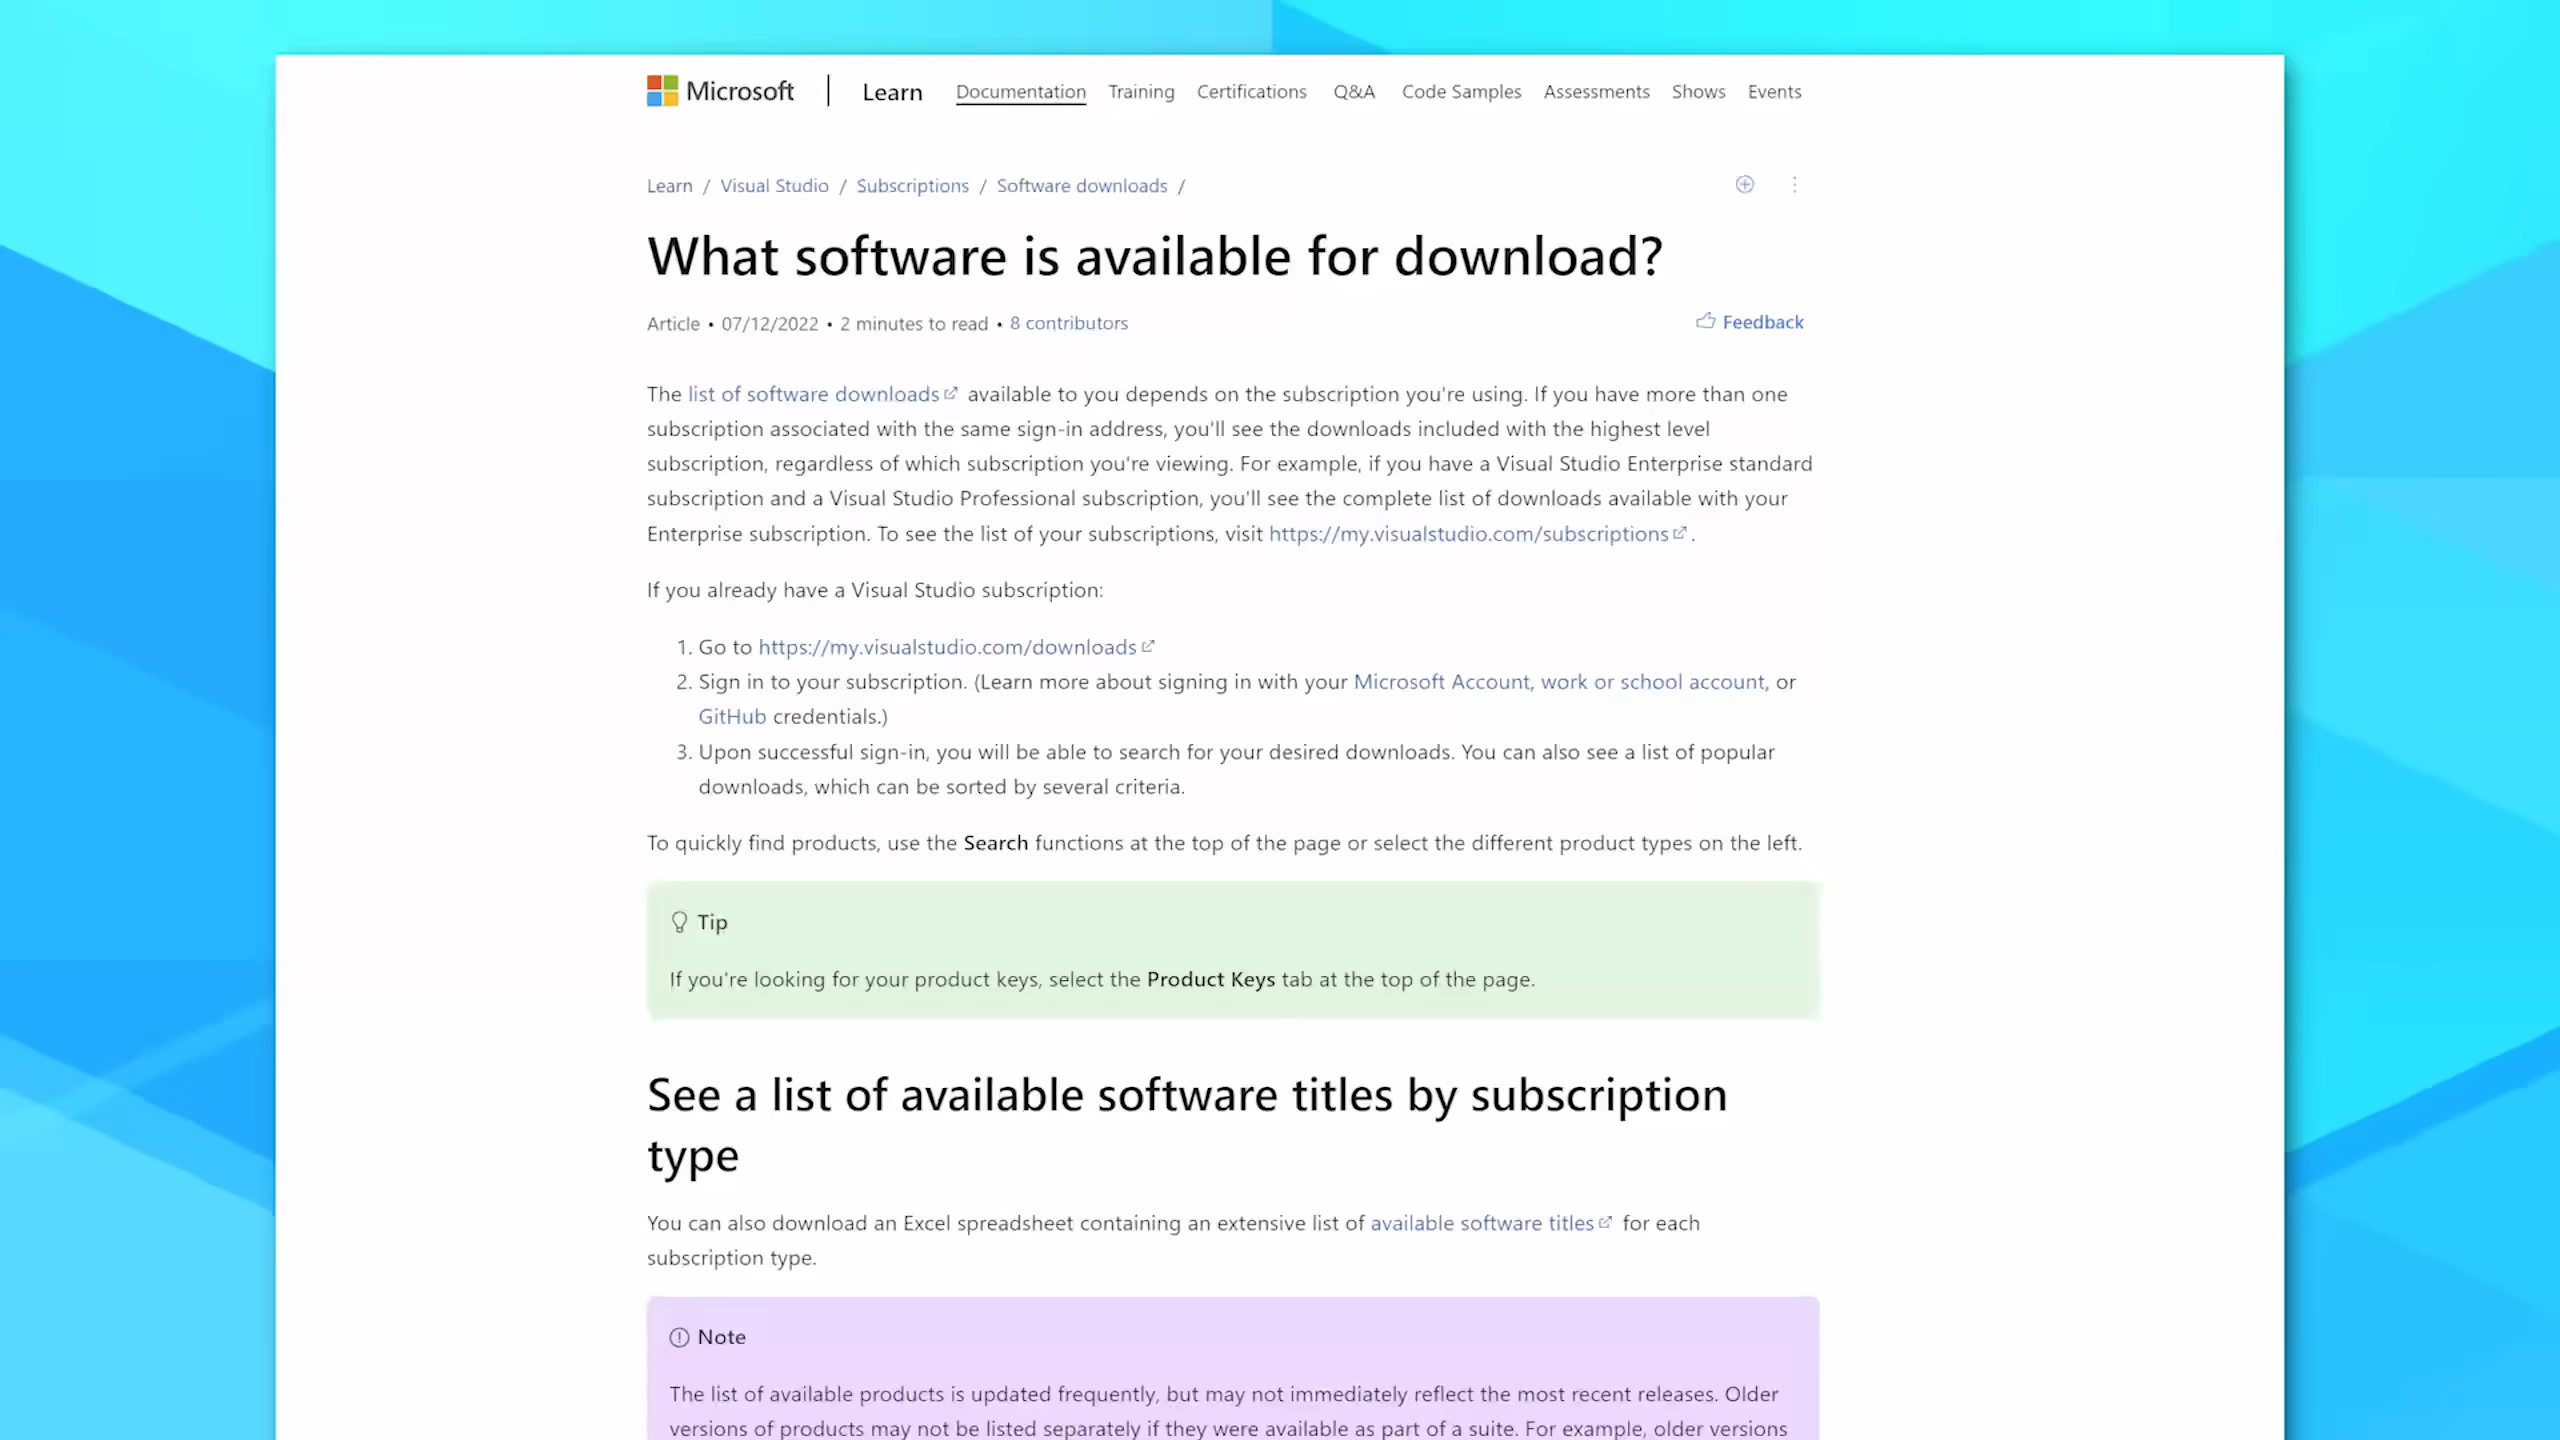 Microsoft | Learn Documentation Training Certifications Q&A Code Samples Assessments Shows Events
Learn / Visual Studio / Subscriptions / Software downloads /
What software is available for download?
Article • 07/12/2022 • 2 minutes to read • 8 contributors
Feedback
The list of software downloads available to you depends on the subscription you're using. If you have more than one
subscription associated with the same sign-in address, you'll see the downloads included with the highest level
subscription, regardless of which subscription you're viewing. For example, if you have a Visual Studio Enterprise standard
subscription and a Visual Studio Professional subscription, you'll see the complete list of downloads available with your
Enterprise subscription. To see the list of your subscriptions, visit https://my.visualstudio.com/subscriptions.
If you already have a Visual Studio subscription:
1. Go to https://my.visualstudio.com/downloads
2. Sign in to your subscription. (Learn more about signing in with your Microsoft Account, work or school account, or
GitHub credentials.)
3. Upon successful sign-in, you will be able to search for your desired downloads. You can also see a list of popular
downloads, which can be sorted by several criteria.
To quickly find products, use the Search functions at the top of the page or select the different product types on the left.
Tip
If you're looking for your product keys, select the Product Keys tab at the top of the page.
See a list of available software titles by subscription
type
You can also download an Excel spreadsheet containing an extensive list of available software titles for each
subscription type.
Note
The list of available products is updated frequently, but may not immediately reflect the most recent releases. Older
versions of products may not be listed separately if they were available as part of a suite. For example, older versions